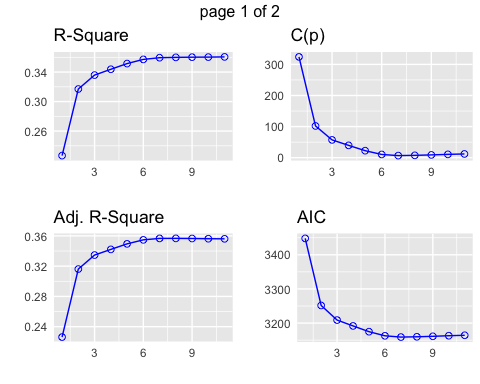 page 1 of 2
R-Square
0.34
0.30
0.26
3 6 9
C(p)
300
200
100
0
3 6 9
Adj. R-Square
0.36
0.32
0.28
0.24
3 6 9
AIC
3400
3300
3200
3 6 9